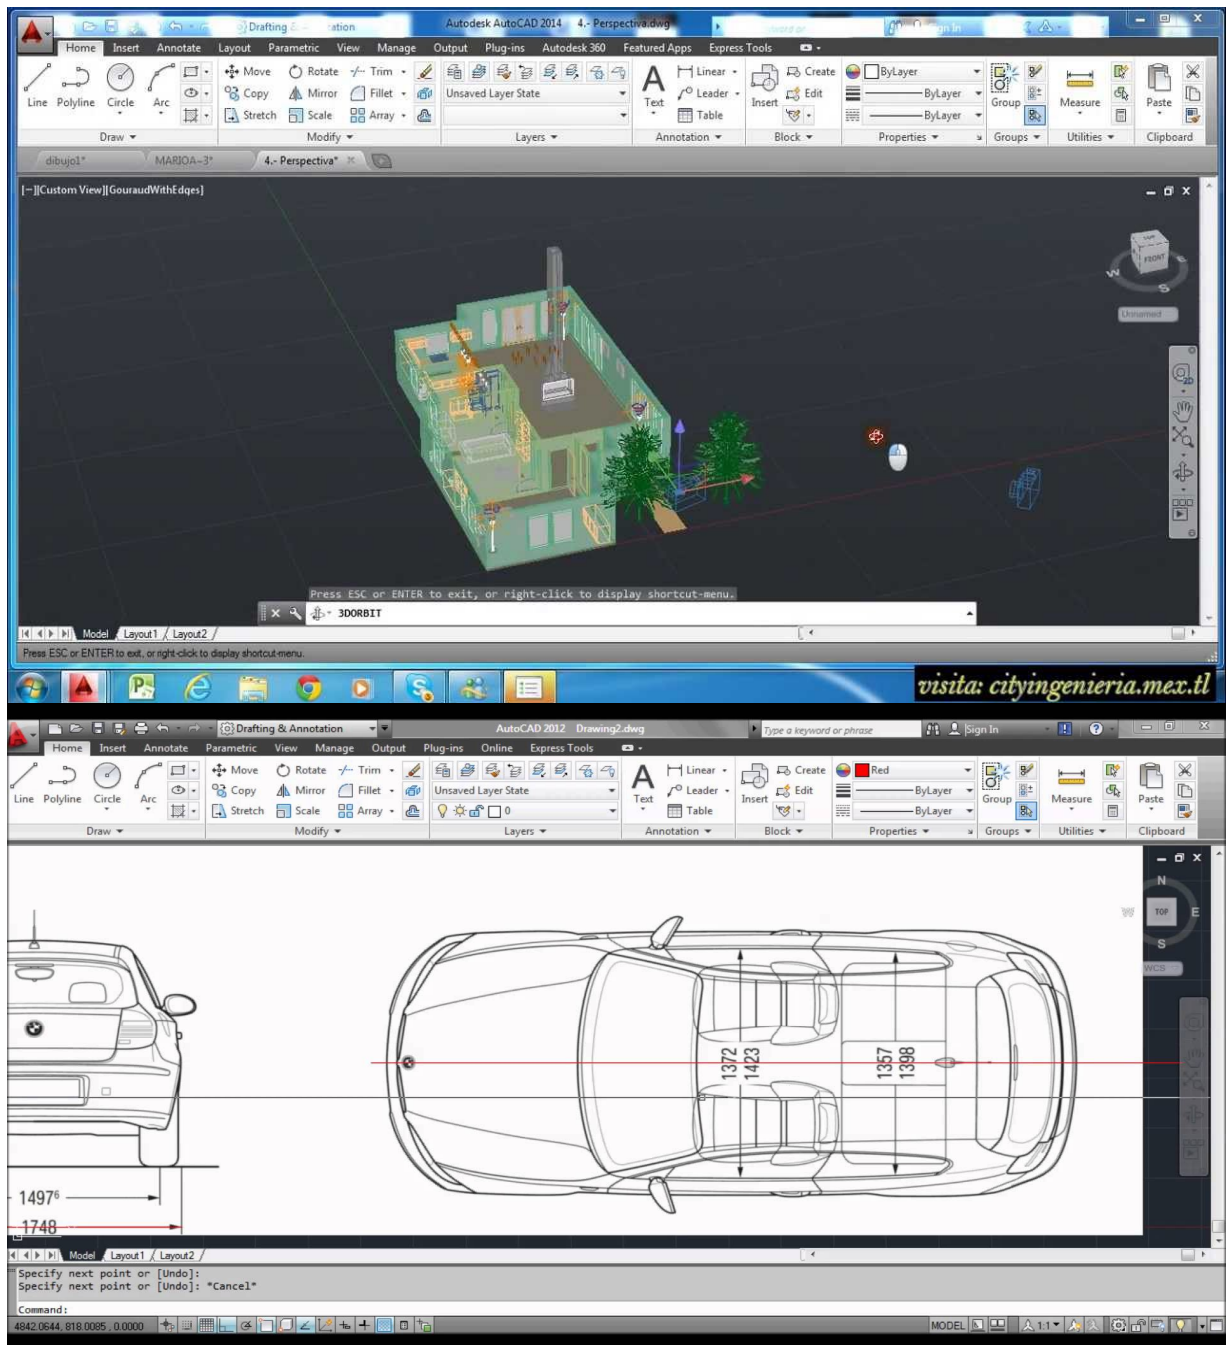 Drafting &
Autodesk AutoCAD 2014 4.- Perspectiva.dwg
Home Insert Annotate Layout Parametric View Manage Output Plug-ins Autodesk 360 Featured Apps Express Tools
Move Rotate Trim Unsaved Layer State Linear Create ByLayer
Copy Mirror Fillet Leader Edit ByLayer
Line Polyline Circle Arc Text Insert Group Measure Paste
Stretch Scale Array Table ByLayer
Draw Modify Layers Annotation Block Properties Groups Utilities Clipboard
dibujo1* MARIOA-3* 4.- Perspectiva*
[-][Custom View][GouraudWithEdges]
TOP
FRONT
W
S
Unnamed
2D
Press ESC or ENTER to exit, or right-click to display shortcut-menu.
3DORBIT
Model Layout1 Layout2
Press ESC or ENTER to exit, or right-click to display shortcut-menu.
visita: cityingenieria.mex.tl
Drafting & Annotation AutoCAD 2012 Drawing2.dwg Type a keyword or phrase Sign In
Home Insert Annotate Parametric View Manage Output Plug-ins Online Express Tools
Move Rotate Trim Linear Create Red
Copy Mirror Fillet Unsaved Layer State Leader Edit ByLayer
Line Polyline Circle Arc Text Insert Group Measure Paste
Stretch Scale Array 0 Table ByLayer
Draw Modify Layers Annotation Block Properties Groups Utilities Clipboard
N
W TOP E
S
WCS
1372
1423
1357
1398
1497⁶
1748
Model Layout1 Layout2
Specify next point or [Undo]:
Specify next point or [Undo]: *Cancel*
Command:
4842.0644, 818.0085, 0.0000 MODEL 1:1